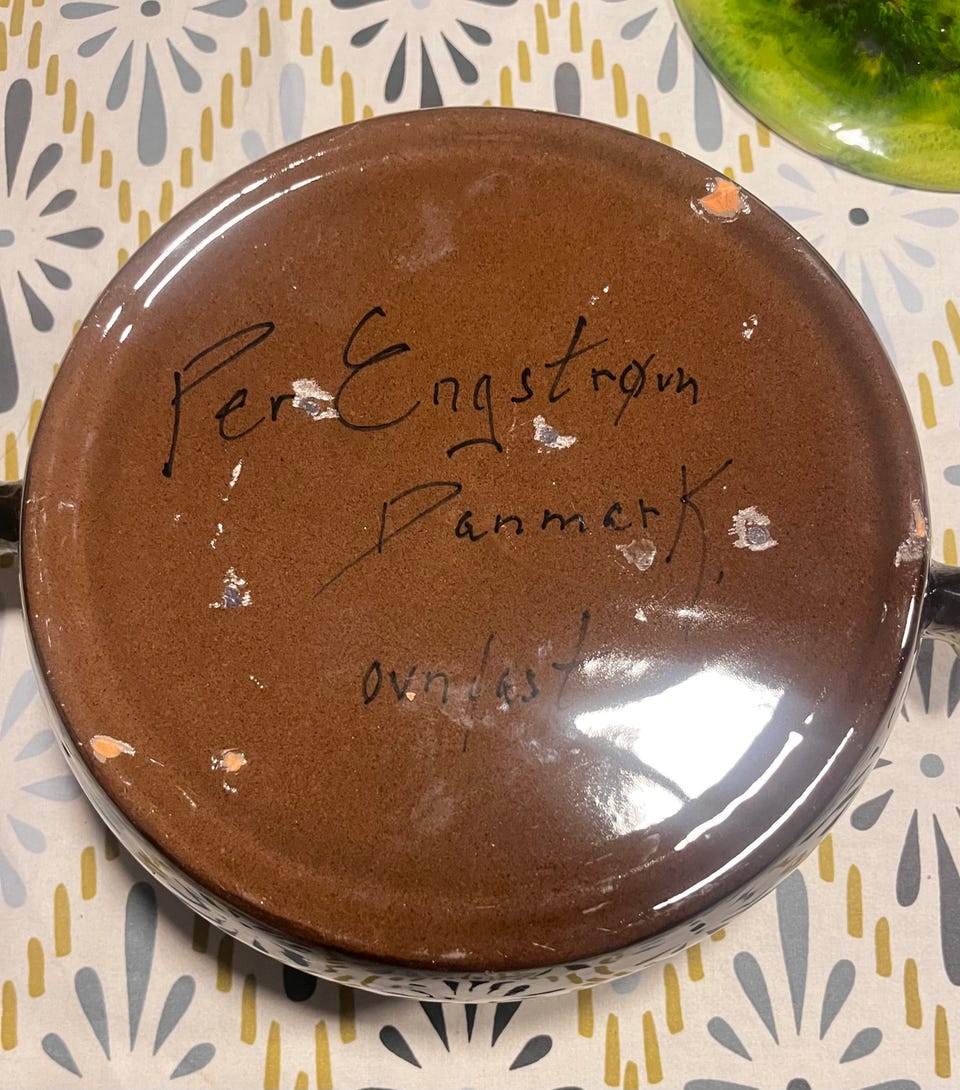 Per Engstrøm
Danmark.
ovnfast